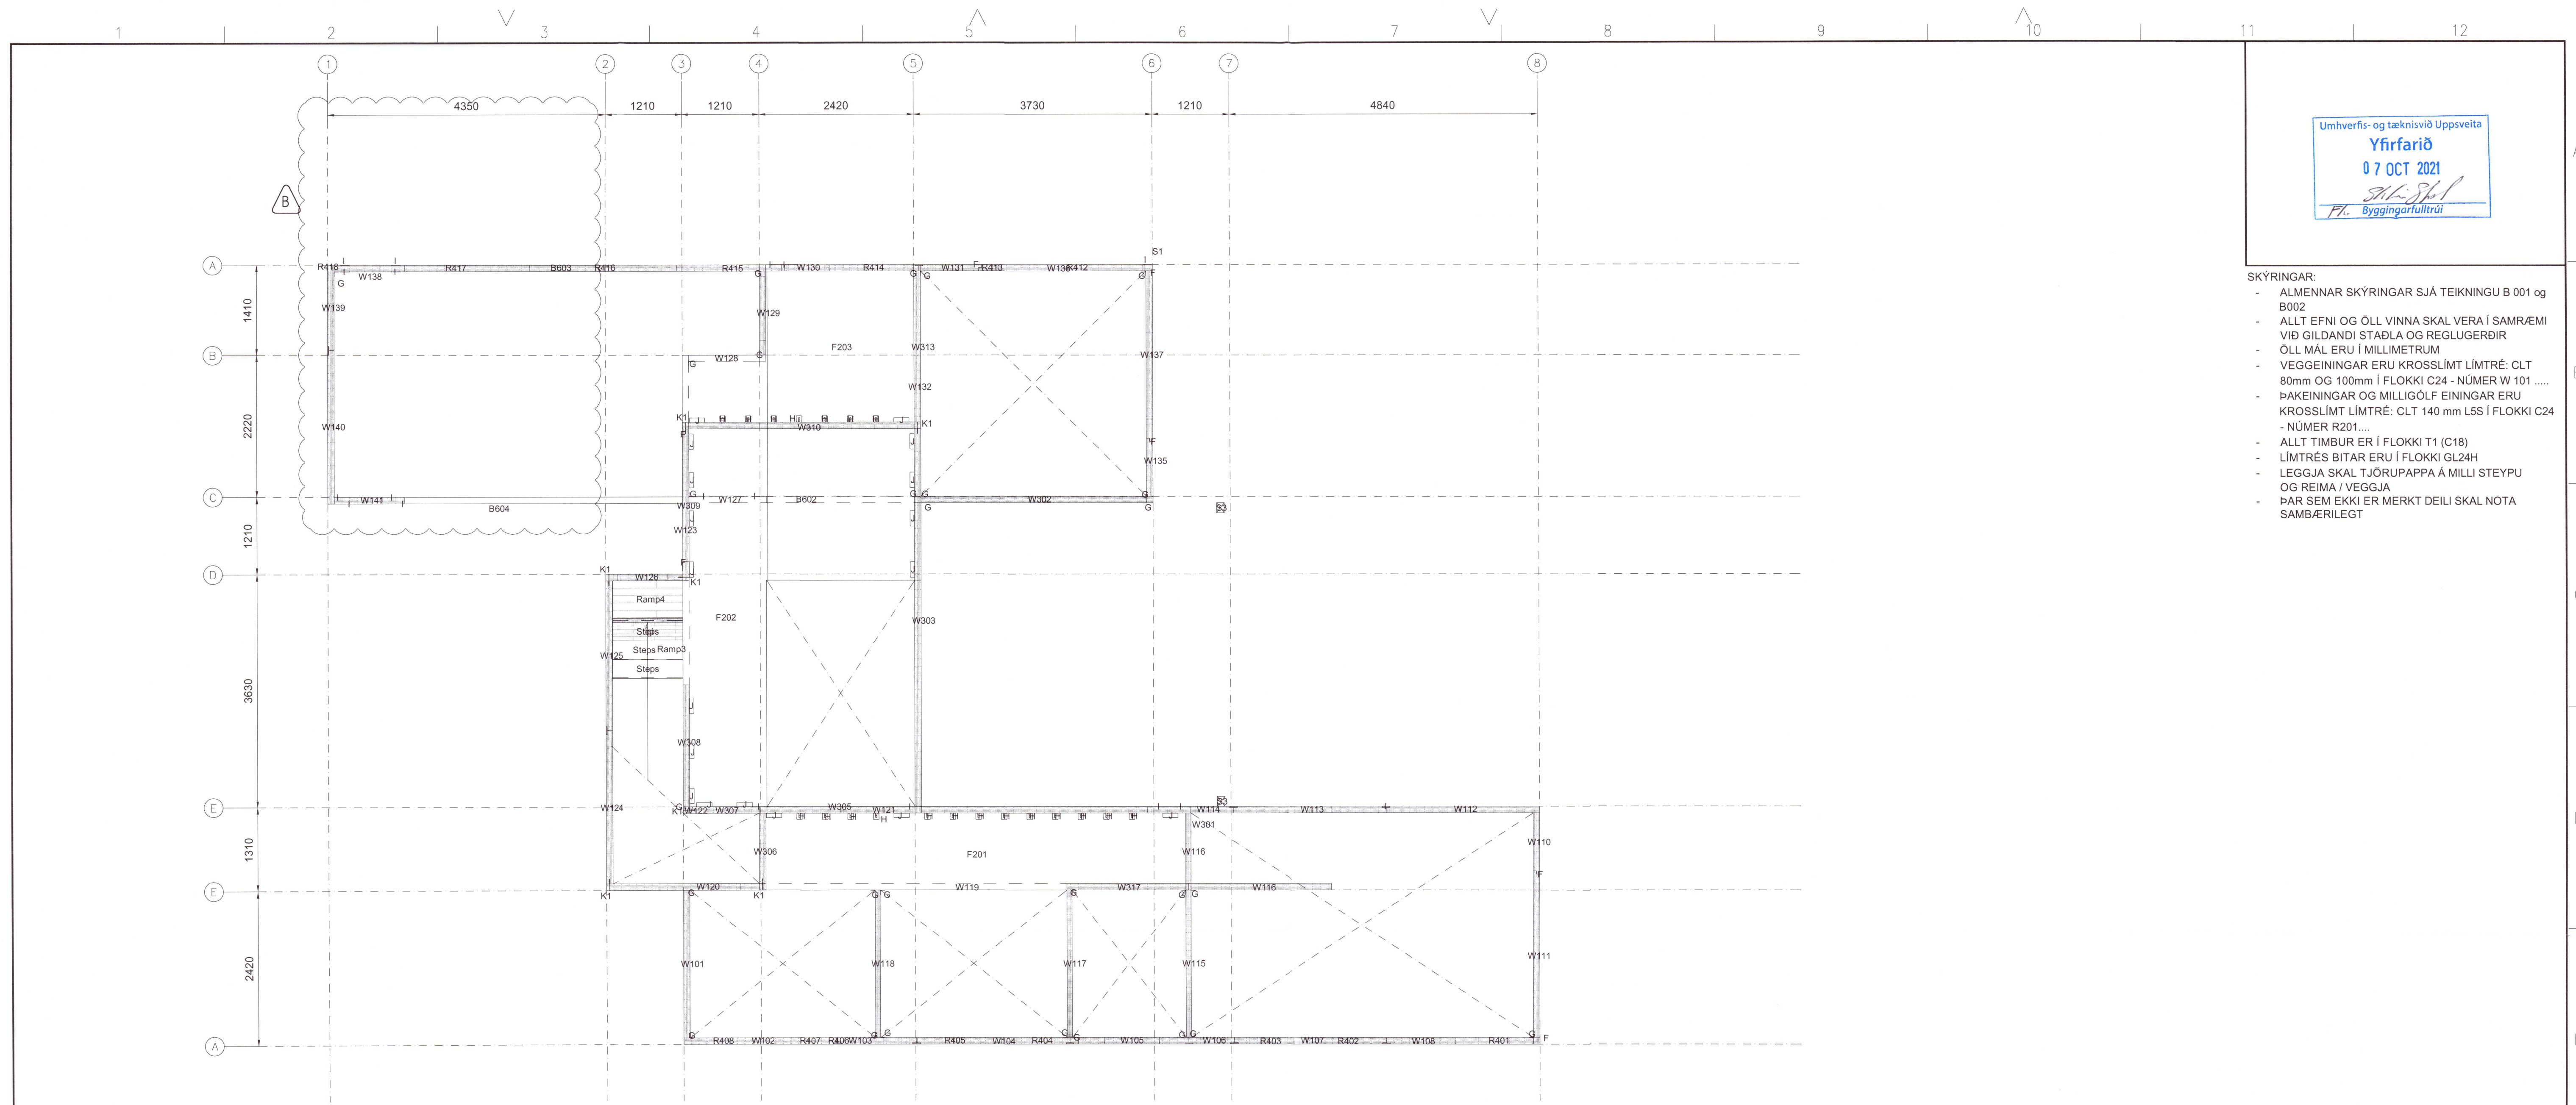 1 2 3 4 5 6 7 8 9 10 11 12
1 2 3 4 5 6 7 8
4350 1210 1210 2420 3730 1210 4840
Umhverfis- og tæknisvið Uppsveita
Yfirfarið
07 OCT 2021
Fh. Byggingarfulltrúi
B
S1
A R418 W138 R417 B603 R416 R415 W130 R414 W131 R413 W136 R412
G G G G F G F
SKÝRINGAR:
- ALMENNAR SKÝRINGAR SJÁ TEIKNINGU B 001 og
B002
- ALLT EFNI OG ÖLL VINNA SKAL VERA Í SAMRÆMI
VIÐ GILDANDI STAÐLA OG REGLUGERÐIR
- ÖLL MÁL ERU Í MILLIMETRUM
- VEGGEININGAR ERU KROSSLÍMT LÍMTRÉ: CLT
80mm OG 100mm Í FLOKKI C24 - NÚMER W 101 .....
- ÞAKEININGAR OG MILLIGÓLF EININGAR ERU
KROSSLÍMT LÍMTRÉ: CLT 140 mm L5S Í FLOKKI C24
- NÚMER R201....
- ALLT TIMBUR ER Í FLOKKI T1 (C18)
- LÍMTRÉS BITAR ERU Í FLOKKI GL24H
- LEGGJA SKAL TJÖRUPAPPA Á MILLI STEYPU
OG REIMA / VEGGJA
- ÞAR SEM EKKI ER MERKT DEILI SKAL NOTA
SAMBÆRILEGT
1410 W139 W129
F203 W313
B W128 G W137
G
W132
2220 K1 J H H H H I H H H J K1
W140 W310
F J J F
W135
J J
C W141 G W127 B602 G G W302 G
B604 W309 G G S3
1210 W123 J J
F
K1 J J
D W126 K1
Ramp4
F202 W303
Steps
W125 Steps Ramp3
Steps
3630
J
W308
J
J
W124 G J J W305 S3
E K1 W122 W307 W121 W114 W113 W112
J H H H H J H H H H H H H H H J
W301
1310 W306 F201 W116 W110
F
E W120 W119 W317 W116
K1 G K1 G G G G G
2420 W101 W118 W117 W115 W111
G G G G G G G G F
A R408 W102 R407 R406 W103 R405 W104 R404 W105 W106 R403 W107 R402 W108 R401